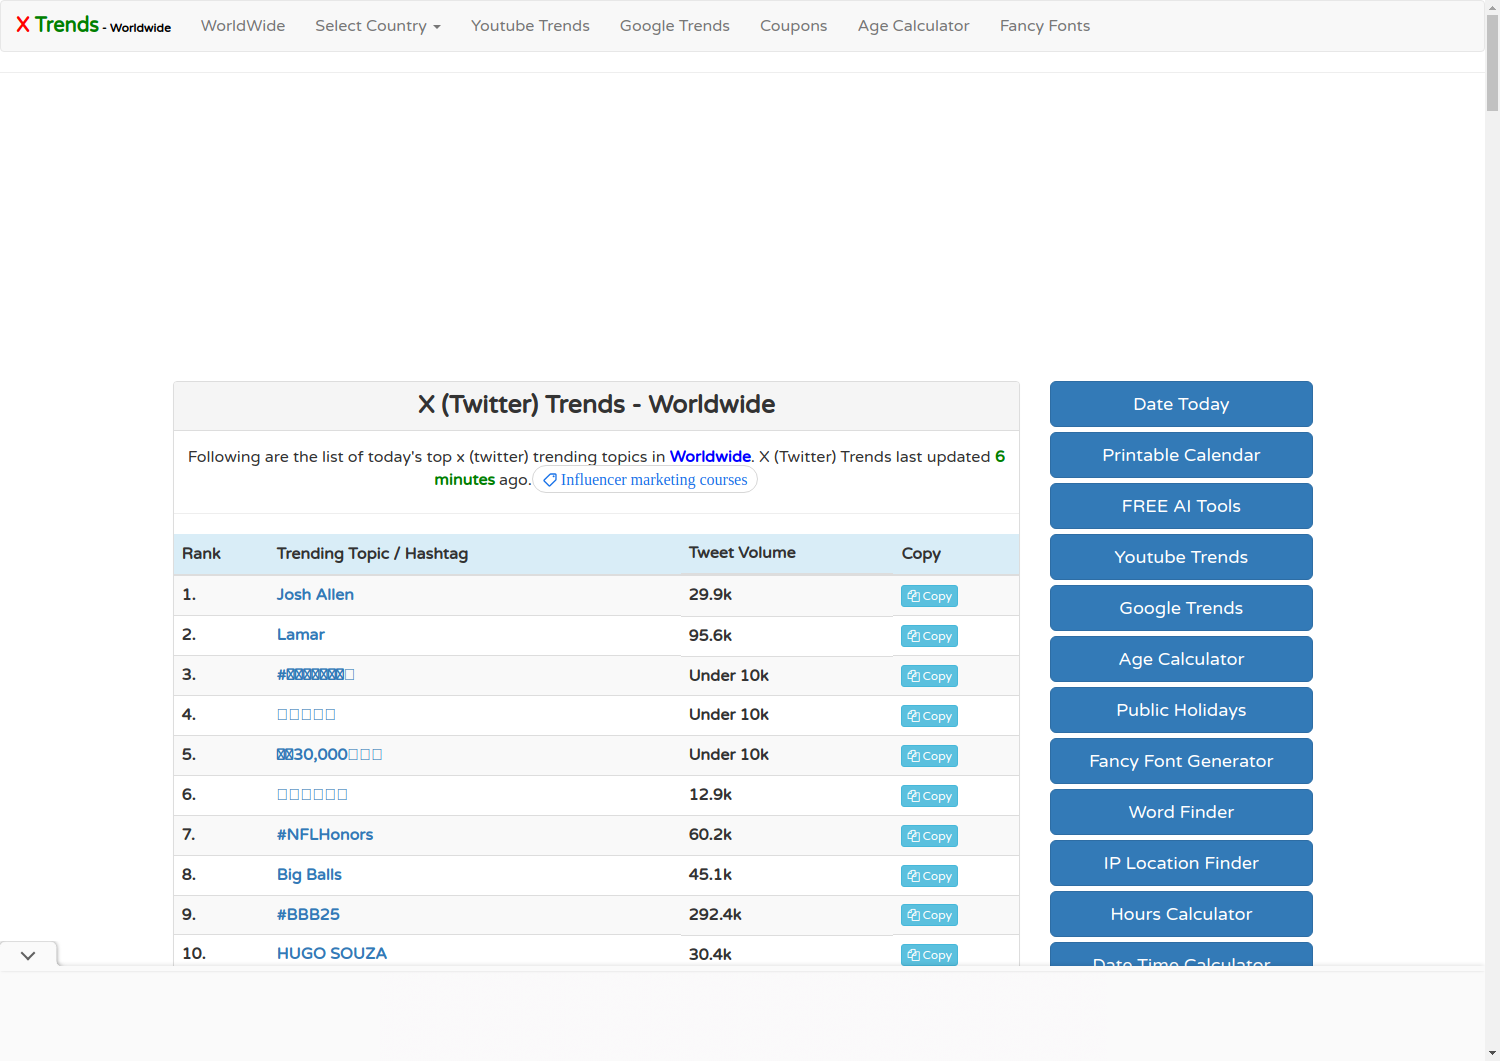 X Trends - Worldwide WorldWide Select Country Youtube Trends Google Trends Coupons Age Calculator Fancy Fonts
X (Twitter) Trends - Worldwide
Following are the list of today's top x (twitter) trending topics in Worldwide. X (Twitter) Trends last updated 6
minutes ago. Influencer marketing courses
Rank Trending Topic / Hashtag Tweet Volume Copy
1. Josh Allen 29.9k Copy
2. Lamar 95.6k Copy
3. # Under 10k Copy
4. Under 10k Copy
5. 30,000 Under 10k Copy
6. 12.9k Copy
7. #NFLHonors 60.2k Copy
8. Big Balls 45.1k Copy
9. #BBB25 292.4k Copy
10. HUGO SOUZA 30.4k Copy
Date Today
Printable Calendar
FREE AI Tools
Youtube Trends
Google Trends
Age Calculator
Public Holidays
Fancy Font Generator
Word Finder
IP Location Finder
Hours Calculator
Date Time Calculator